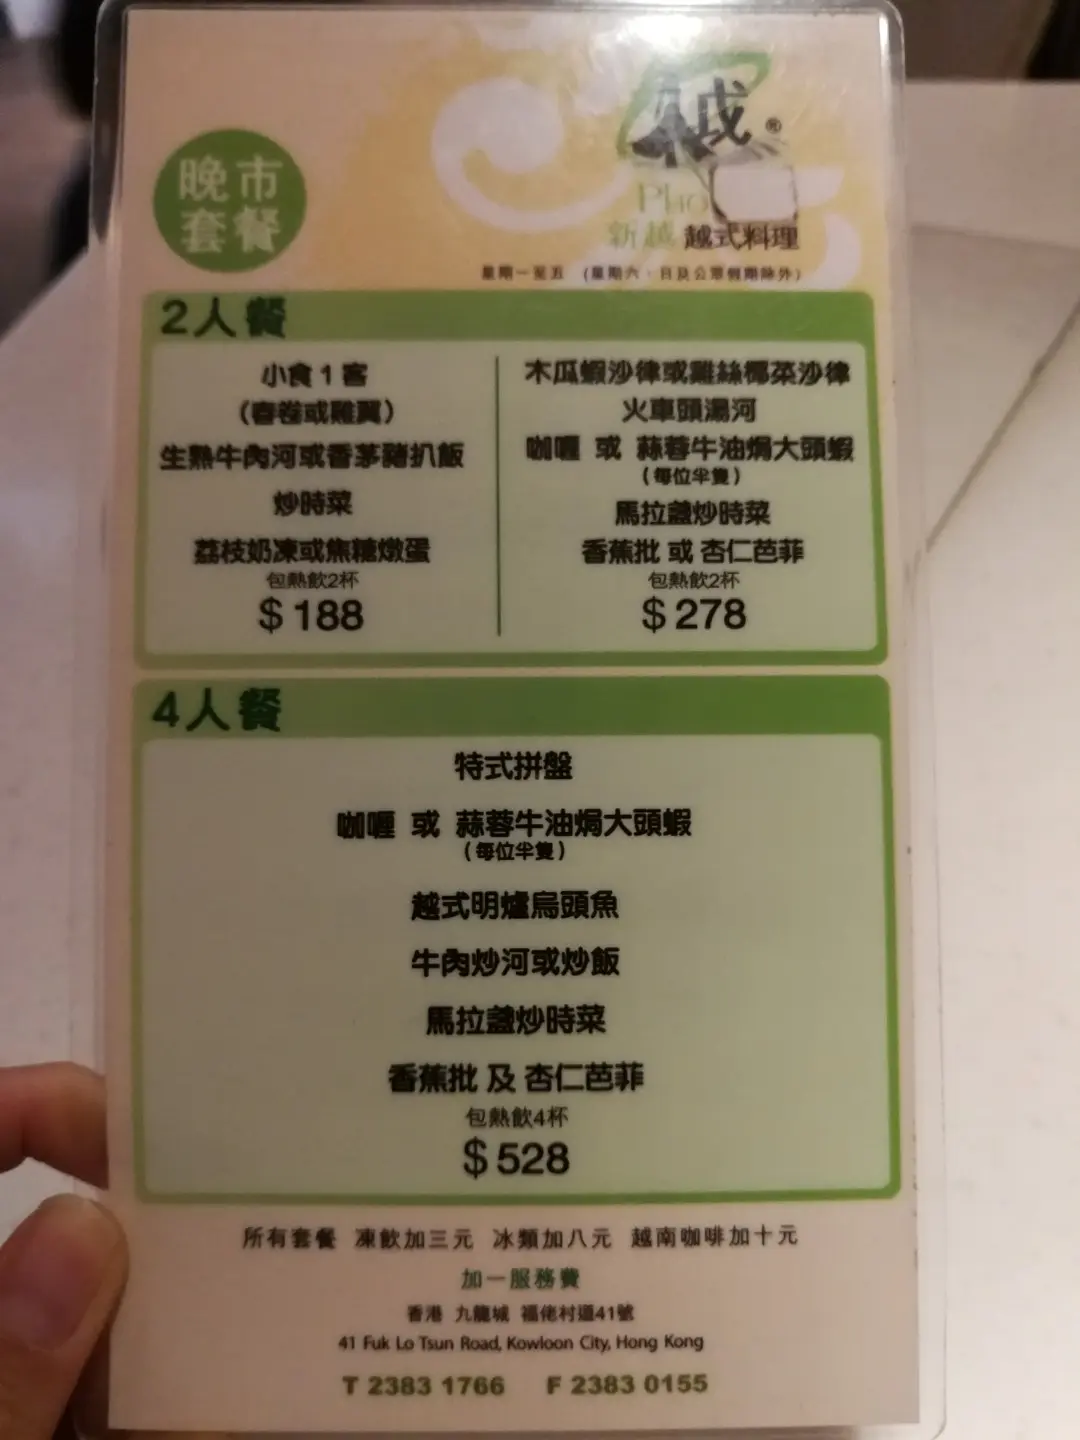 晚市
套餐
越®
Pho
新越 越式料理
星期一至五 (星期六、日及公眾假期除外)
2人餐
小食1客
(春卷或雞翼)
生熟牛肉河或香茅豬扒飯
炒時菜
荔枝奶凍或焦糖燉蛋
包熱飲2杯
$188
木瓜蝦沙律或雞絲椰菜沙律
火車頭湯河
咖喱 或 蒜蓉牛油焗大頭蝦
(每位半隻)
馬拉盞炒時菜
香蕉批 或 杏仁芭菲
包熱飲2杯
$278
4人餐
特式拼盤
咖喱 或 蒜蓉牛油焗大頭蝦
(每位半隻)
越式明爐烏頭魚
牛肉炒河或炒飯
馬拉盞炒時菜
香蕉批 及 杏仁芭菲
包熱飲4杯
$528
所有套餐 凍飲加三元 冰類加八元 越南咖啡加十元
加一服務費
香港 九龍城 福佬村道41號
41 Fuk Lo Tsun Road, Kowloon City, Hong Kong
T 2383 1766 F 2383 0155